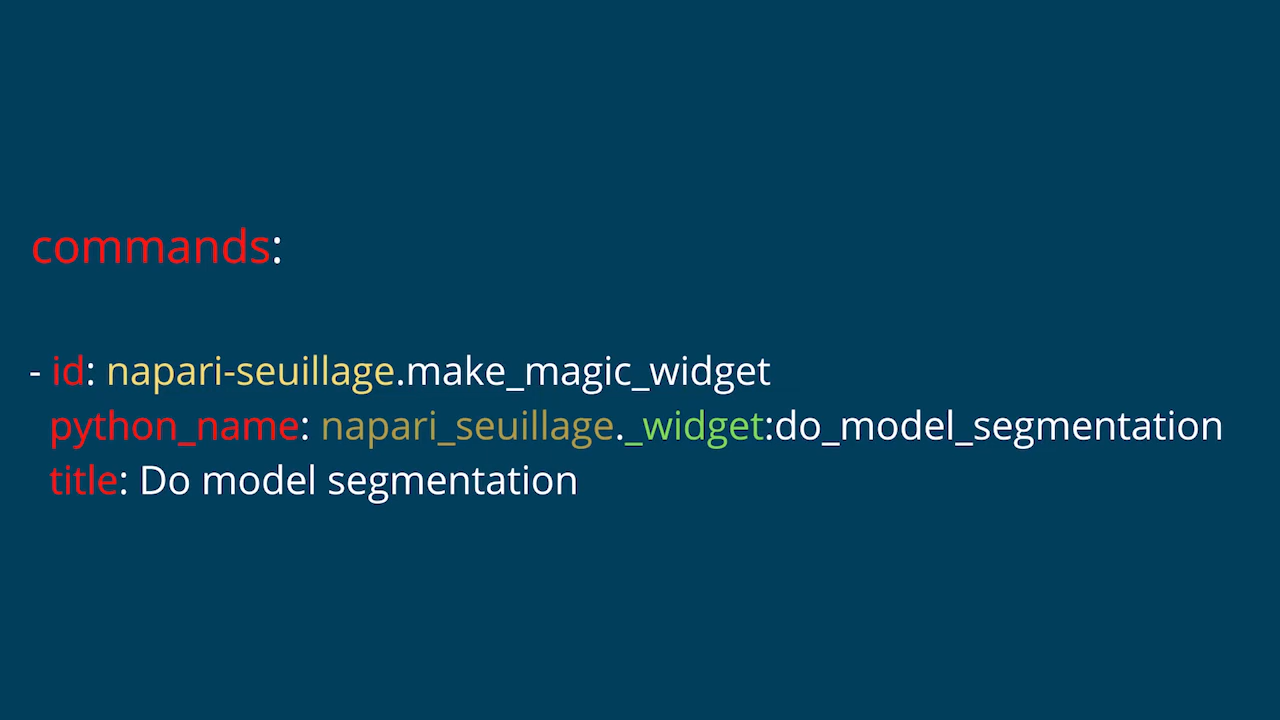 commands:
- id: napari-seuillage.make_magic_widget
python_name: napari_seuillage._widget:do_model_segmentation
title: Do model segmentation